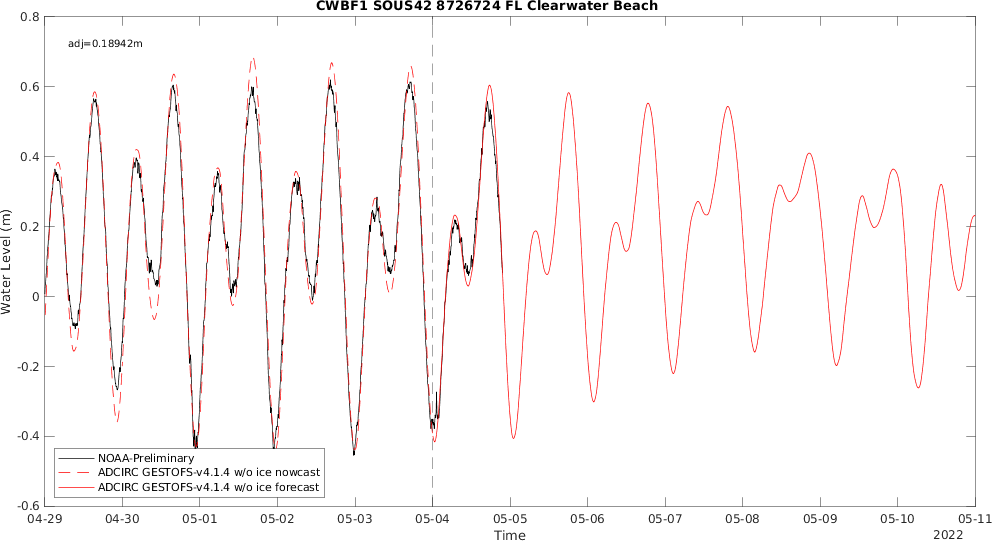 CWBF1 SOUS42 8726724 FL Clearwater Beach
adj=0.18942m
0.8
0.6
0.4
0.2
0
-0.2
-0.4
-0.6
Water Level (m)
NOAA-Preliminary
ADCIRC GESTOFS-v4.1.4 w/o ice nowcast
ADCIRC GESTOFS-v4.1.4 w/o ice forecast
04-29 04-30 05-01 05-02 05-03 05-04 05-05 05-06 05-07 05-08 05-09 05-10 05-11
Time
2022